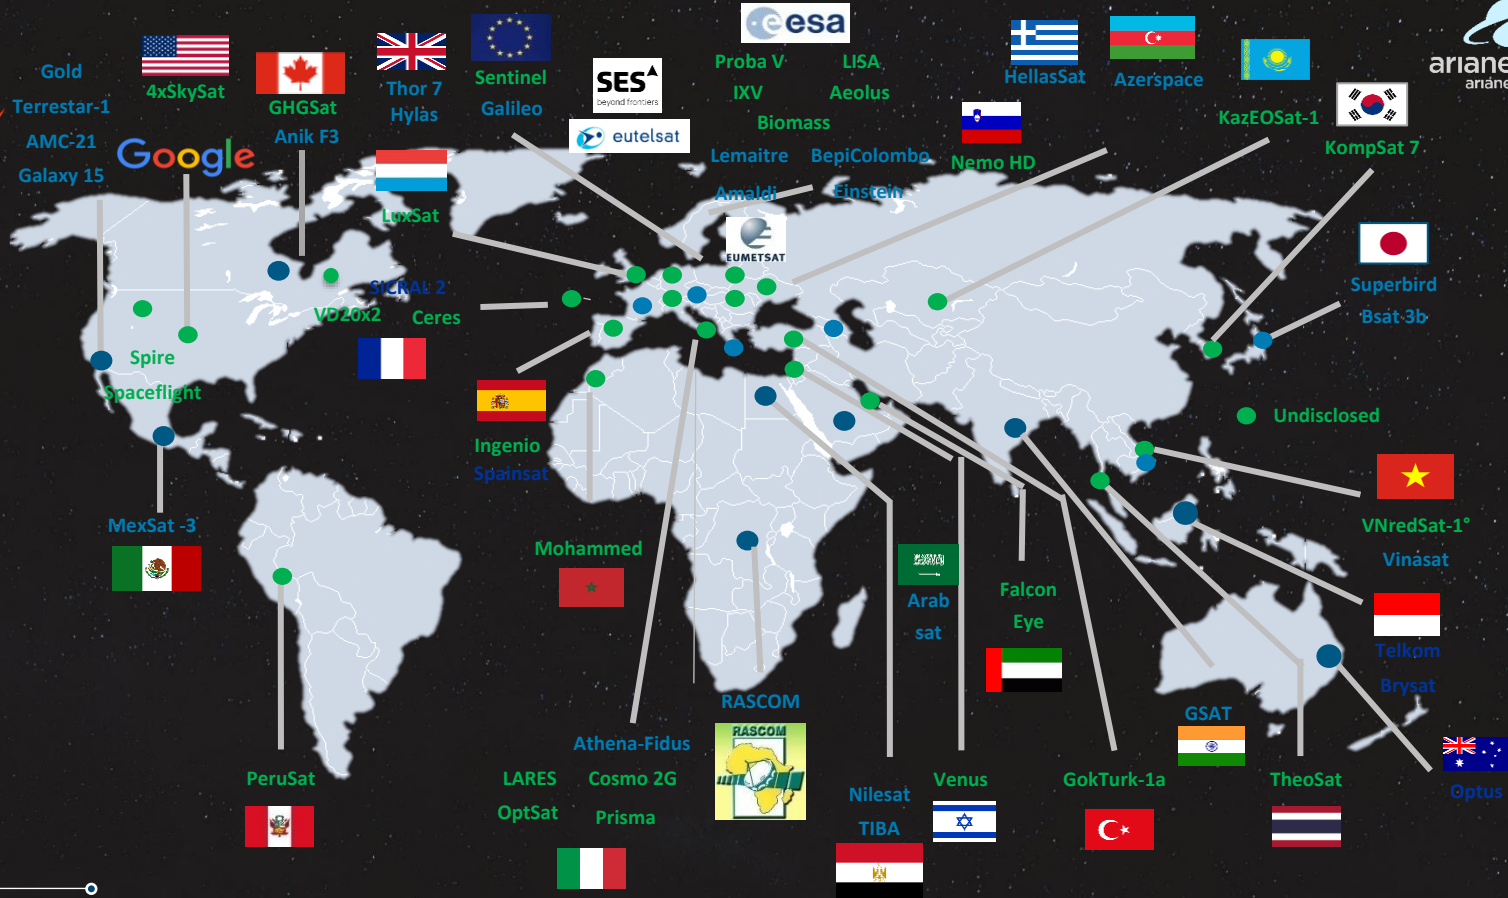 Gold
Terrestar-1
AMC-21
Galaxy 15
4xSkySat
Google
GHGSat
Anik F3
Thor 7
Hylas
Sentinel
Galileo
SES
beyond frontiers
eutelsat
esa
Proba V
LISA
IXV
Aeolus
Biomass
Lemaitre
BepiColombo
Amaldi
Einstein
EUMETSAT
HellasSat
Azerspace
Nemo HD
KazEOSat-1
KompSat 7
LuxSat
SICRAL 2
VD20x2
Ceres
Spire
Spaceflight
Superbird
Bsat 3b
Undisclosed
Ingenio
Spainsat
MexSat -3
Mohammed
VNredSat-1°
Vinasat
Arab
sat
Falcon
Eye
Telkom
Brysat
RASCOM
RASCOM
GSAT
Athena-Fidus
LARES
Cosmo 2G
OptSat
Prisma
PeruSat
Nilesat
TIBA
Venus
GokTurk-1a
TheoSat
Optus